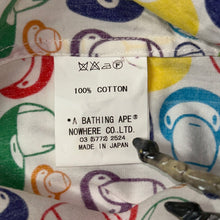 100% COTTON
*A BATHING APE®
NOWHERE CO.LTD.
03 (5772) 2524
MADE IN JAPAN